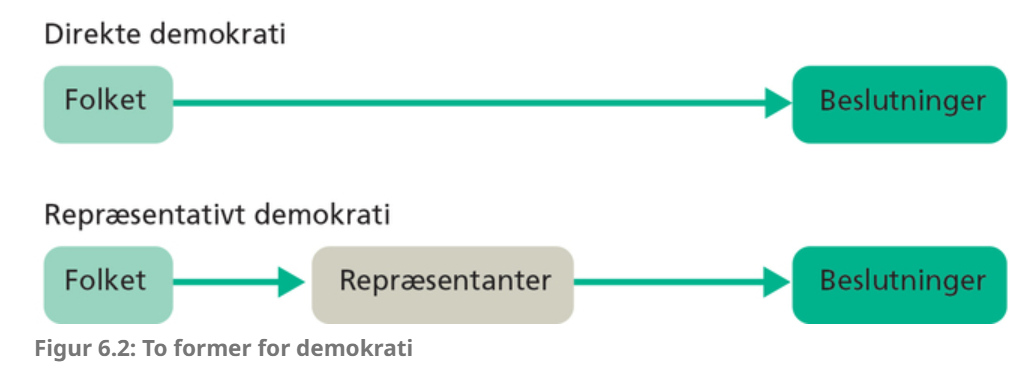 Direkte demokrati
Folket Beslutninger
Repræsentativt demokrati
Folket Repræsentanter Beslutninger
Figur 6.2: To former for demokrati